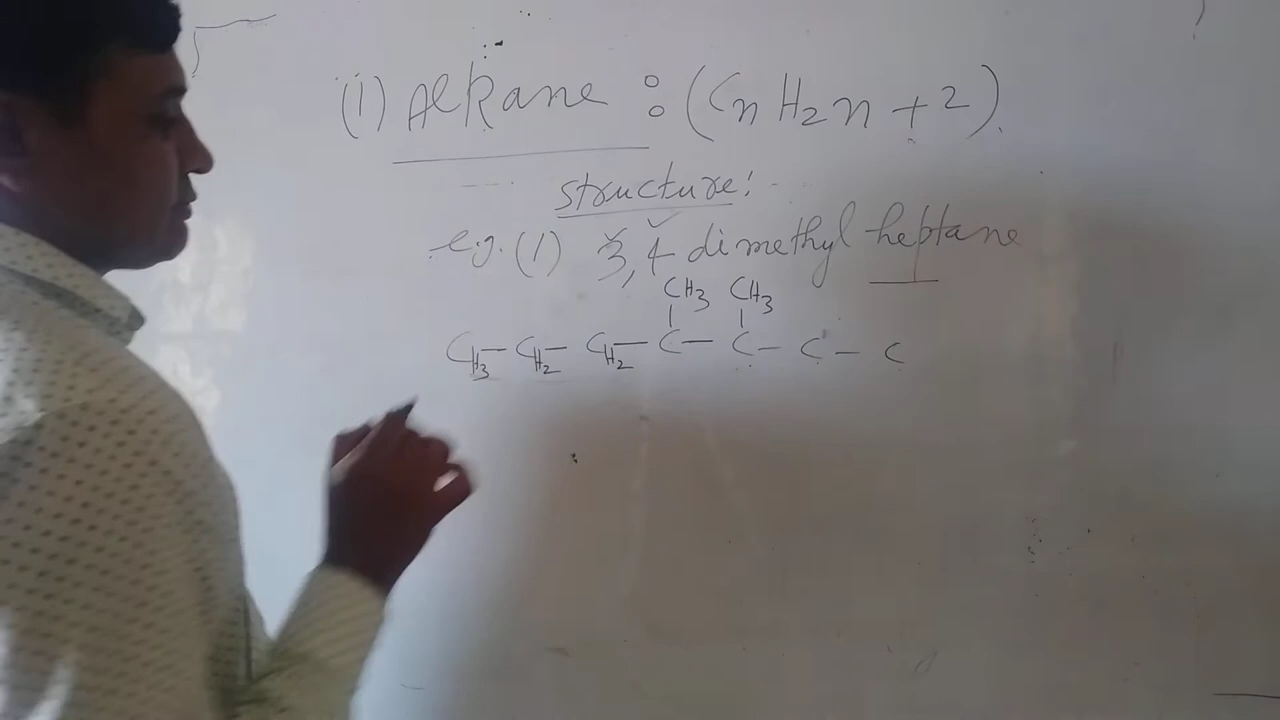 (1) Alkane : (CnH2n+2).
structure:
e.g. (1) 3,4 dimethyl heptane
CH3 CH3
CH3 - CH2 - CH2 - C - C - C - C